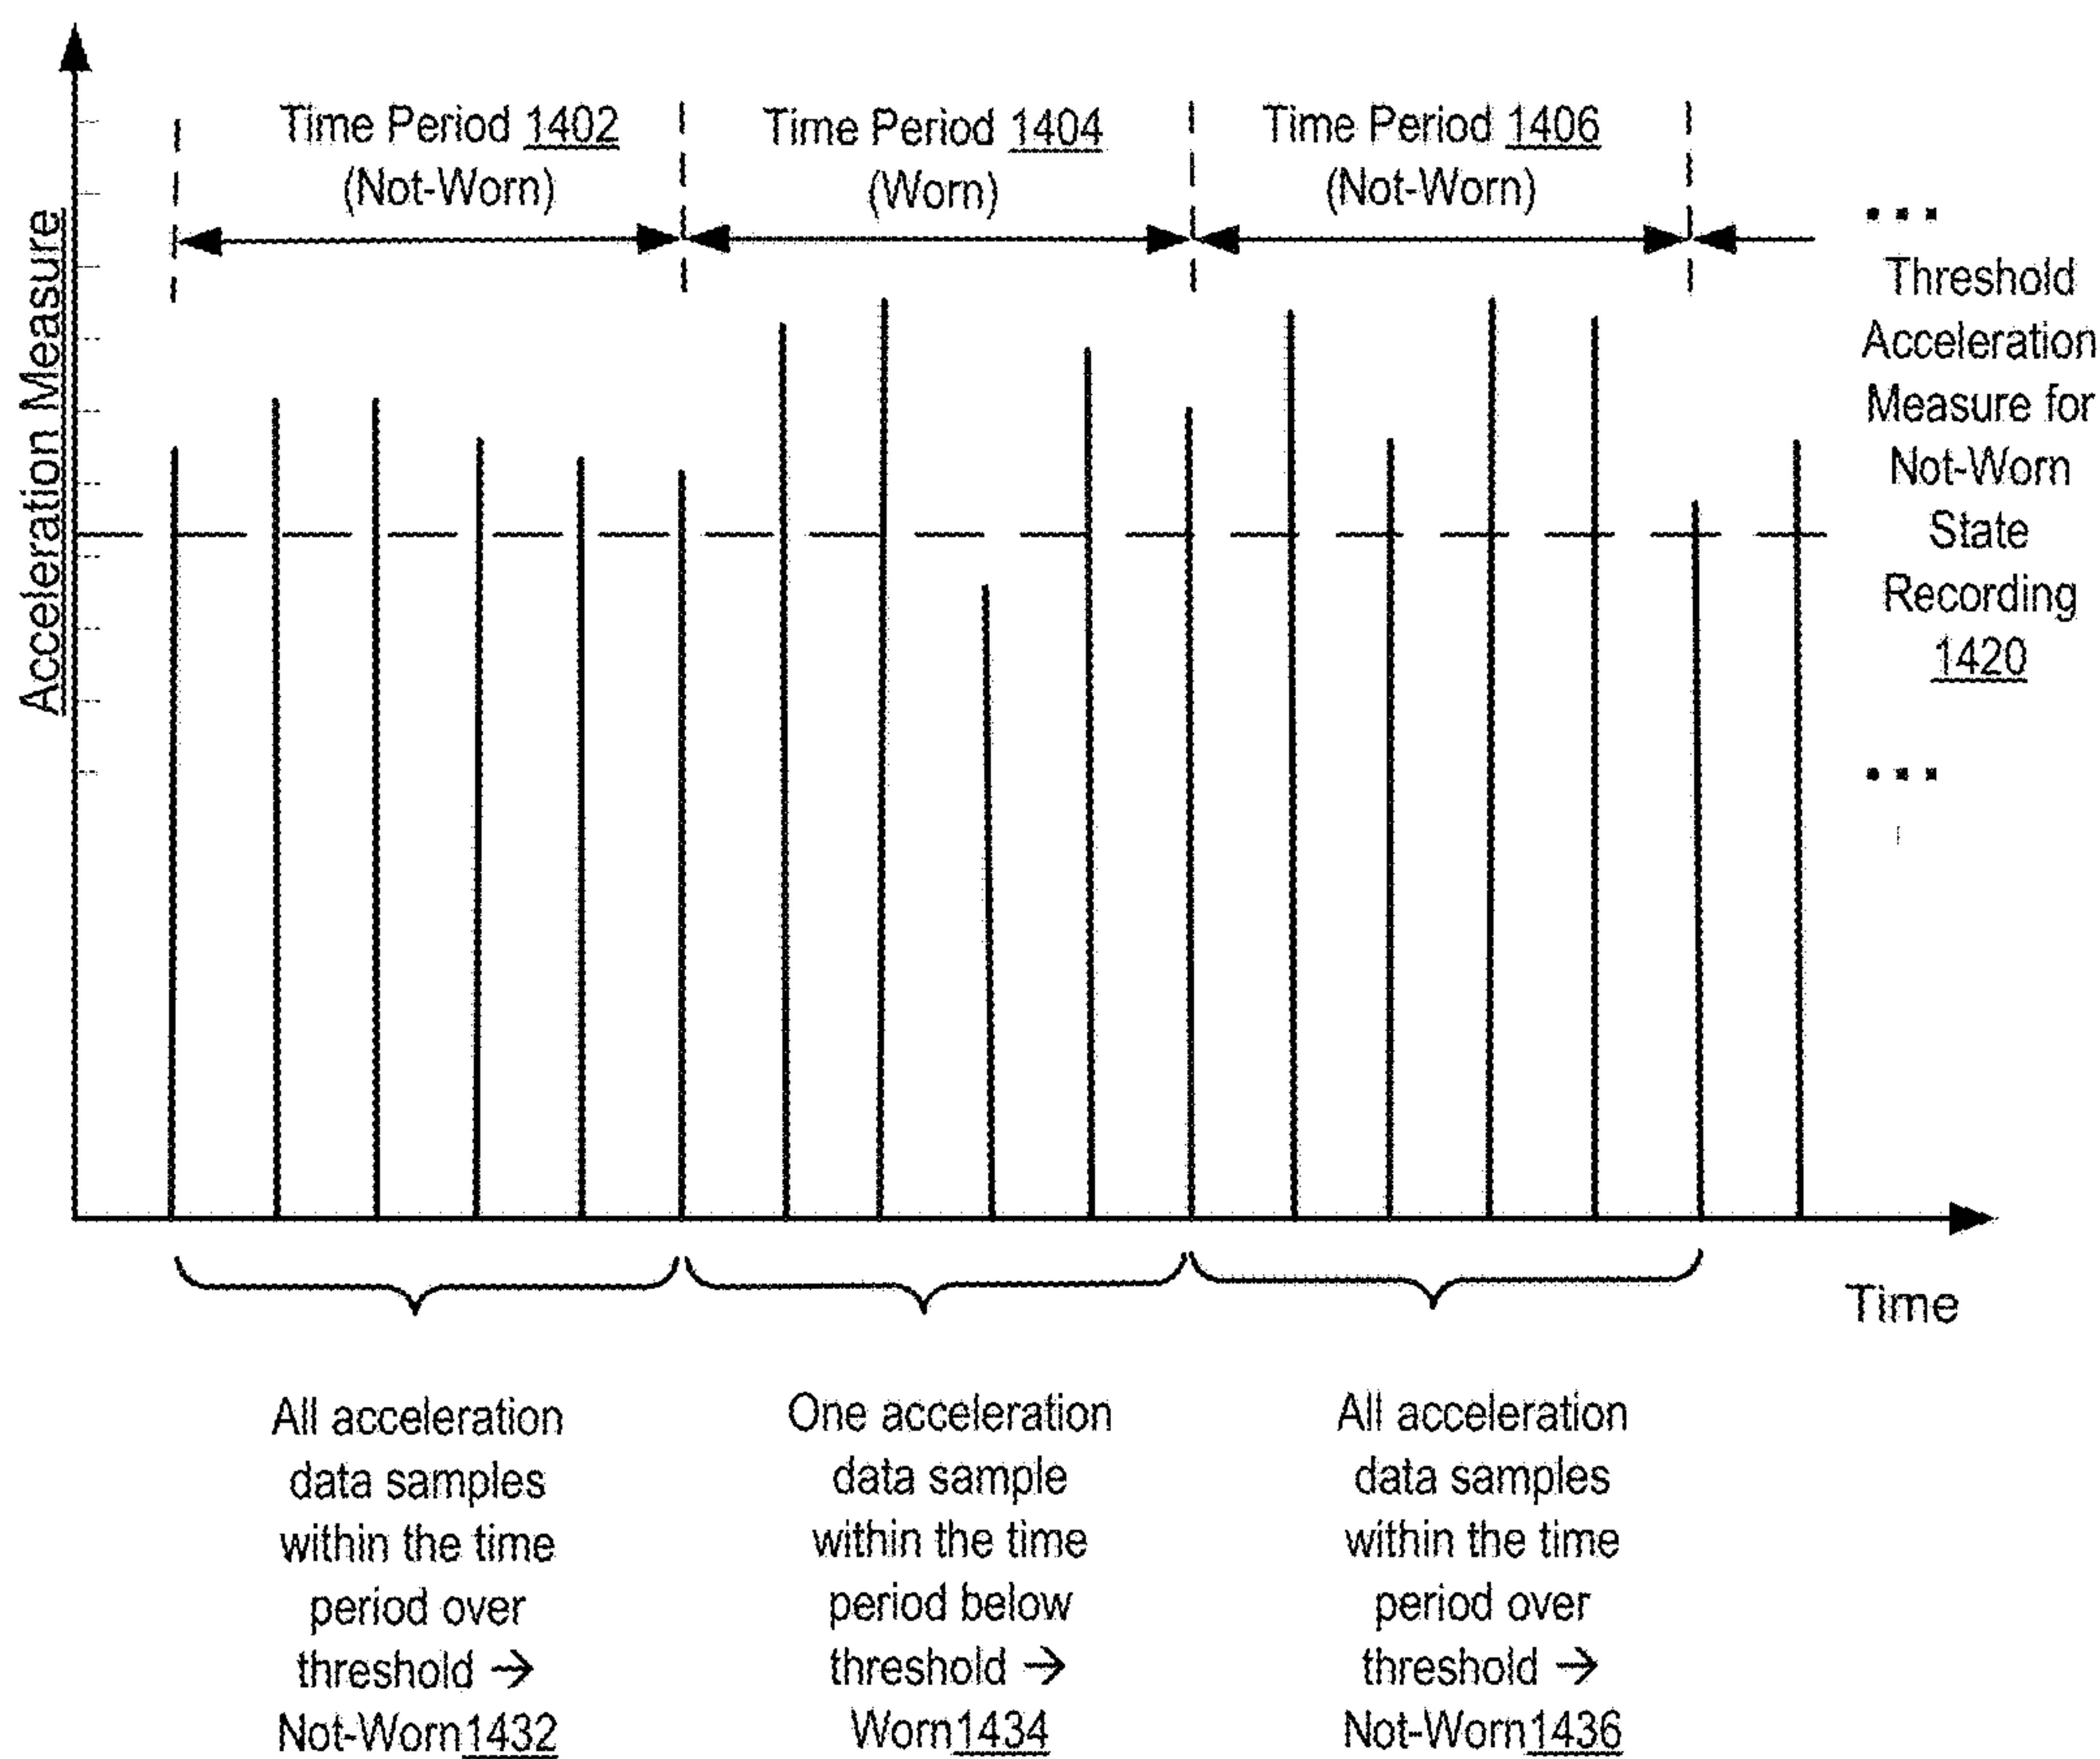 Time Period 1402
(Not-Worn)
Time Period 1404
(Worn)
Time Period 1406
(Not-Worn)
...
Threshold
Acceleration
Measure for
Not-Worn
State
Recording
1420
...
Acceleration Measure
Time
All acceleration
data samples
within the time
period over
threshold →
Not-Worn1432
One acceleration
data sample
within the time
period below
threshold →
Worn1434
All acceleration
data samples
within the time
period over
threshold →
Not-Worn1436